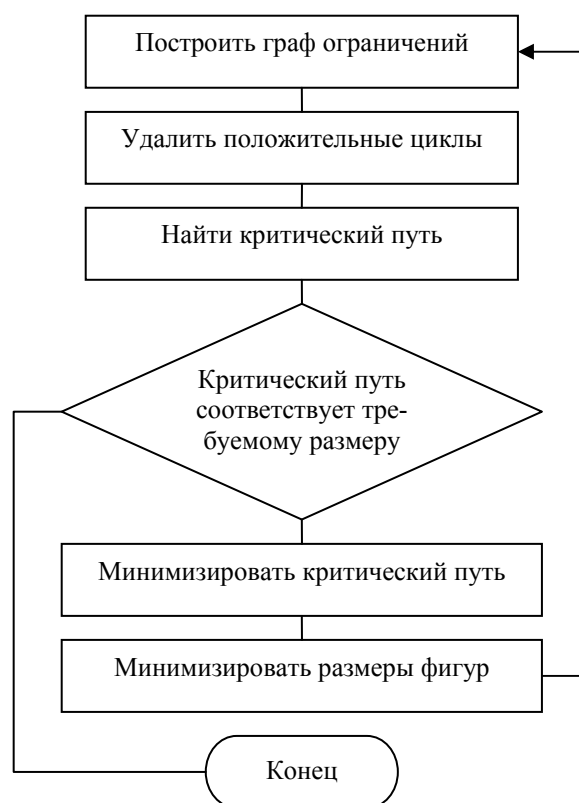 Построить граф ограничений
Удалить положительные циклы
Найти критический путь
Критический путь
соответствует тре-
буемому размеру
Минимизировать критический путь
Минимизировать размеры фигур
Конец